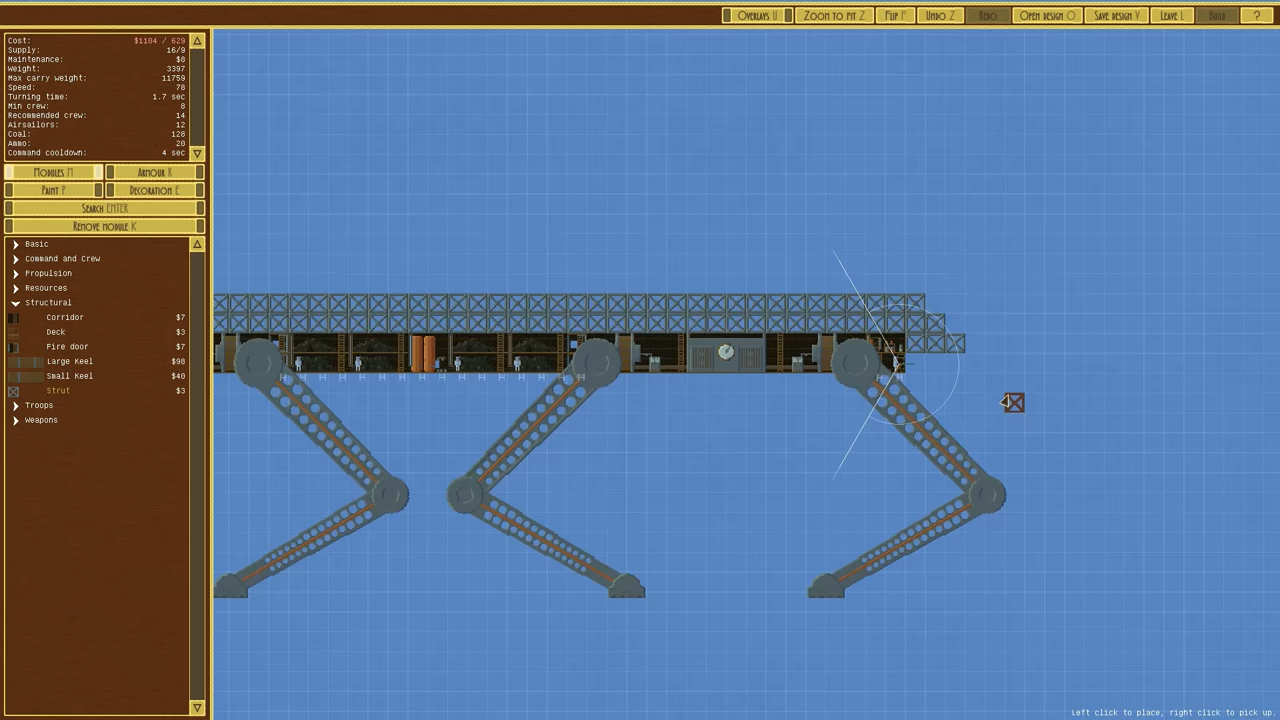 Overlays U
Zoom to fit Z
Flip F
Undo Z
Redo
Open design O
Save design V
Leave L
Build
?
Cost: $1104 / 629
Supply: 16/9
Maintenance: $8
Weight: 3397
Max carry weight: 11759
Speed: 78
Turning time: 1.7 sec
Min crew: 8
Recommended crew: 14
Airsailors: 12
Coal: 128
Ammo: 20
Command cooldown: 4 sec
Modules M
Armour R
Paint P
Decoration E
Search ENTER
Remove module K
Basic
Command and Crew
Propulsion
Resources
Structural
Corridor $7
Deck $3
Fire door $7
Large Keel $98
Small Keel $40
Strut $3
Troops
Weapons
Left click to place, right click to pick up.